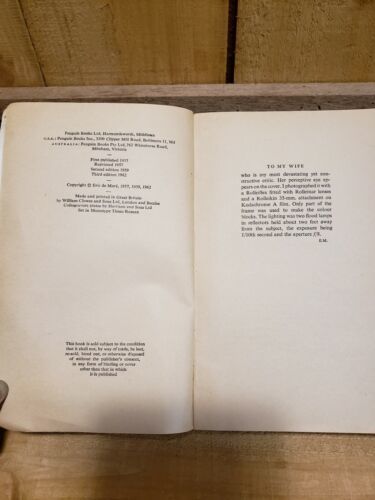 Penguin Books Ltd, Harmondsworth, Middlesex
U.S.A.: Penguin Books Inc., 3300 Clipper Mill Road, Baltimore 11, Md
AUSTRALIA: Penguin Books Pty Ltd, 762 Whitehorse Road,
Mitcham, Victoria
First published 1957
Reprinted 1957
Second edition 1959
Third edition 1962
Copyright © Eric de Maré, 1957, 1959, 1962
Made and printed in Great Britain
by William Clowes and Sons Ltd, London and Beccles
Collogravure plates by Harrison and Sons Ltd
Set in Monotype Times Roman
This book is sold subject to the condition
that it shall not, by way of trade, be lent,
re-sold, hired out, or otherwise disposed
of without the publisher's consent,
in any form of binding or cover
other than that in which
it is published
TO MY WIFE
who is my most devastating yet con-
structive critic. Her perceptive eye
appears on the cover. I photographed it with
a Rolleiflex fitted with Rolleinar lenses
and a Rolleikin 35-mm. attachment on
Kodachrome A film. Only part of the
frame was used to make the colour
blocks. The lighting was two flood lamps
in reflectors held about two feet away
from the subject, the exposure being
1/10th second and the aperture f/8.
E.M.